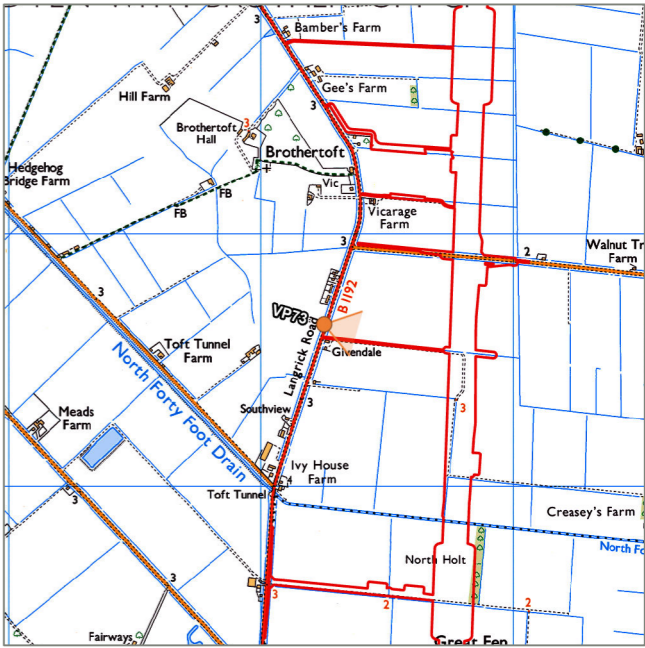 3
Bamber's Farm
Gee's Farm
Hill Farm
3
3
Brothertoft
Hall
Brothertoft
Hedgehog
Bridge Farm
FB
FB
Vic
Vicarage
Farm
3
2
Walnut Tr
Farm
3
B 1192
VP73
Langrick Road
Givendale
Toft Tunnel
Farm
North Forty Foot Drain
3
3
Southview
Meads
Farm
Ivy House
Farm
4
Toft Tunnel
3
Creasey's Farm
North Fo
North Holt
3
3
2
2
Fairways
Great Fen